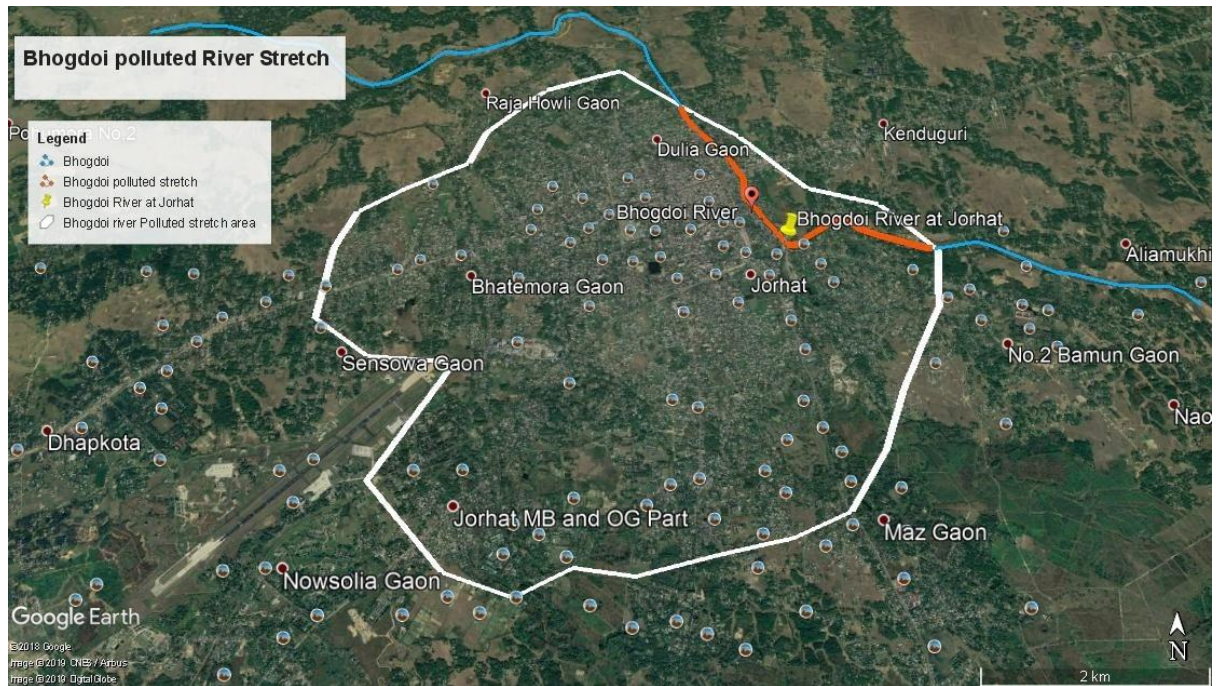 Bhogdoi polluted River Stretch
Raja Howli Gaon
Kenduguri
Legend
Bhogdoi
Bhogdoi polluted stretch
Bhogdoi River at Jorhat
Bhogdoi river Polluted stretch area
Dulia Gaon
Bhogdoi River
Bhogdoi River at Jorhat
Aliamukhi
Bhatemora Gaon
Jorhat
Sensowa Gaon
No.2 Bamun Gaon
Nao
Dhapkota
Jorhat MB and OG Part
Maz Gaon
Nowsolia Gaon
Google Earth
©2018 Google
Image © 2019 CNES / Airbus
Image © 2019 DigitalGlobe
N
2 km